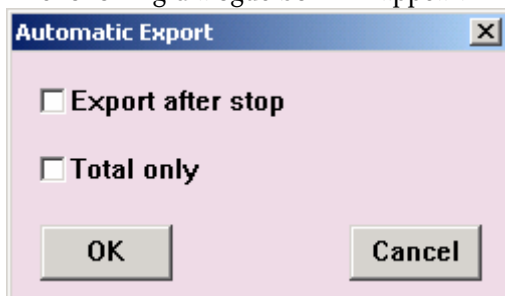 Automatic Export
Export after stop
Total only
OK
Cancel